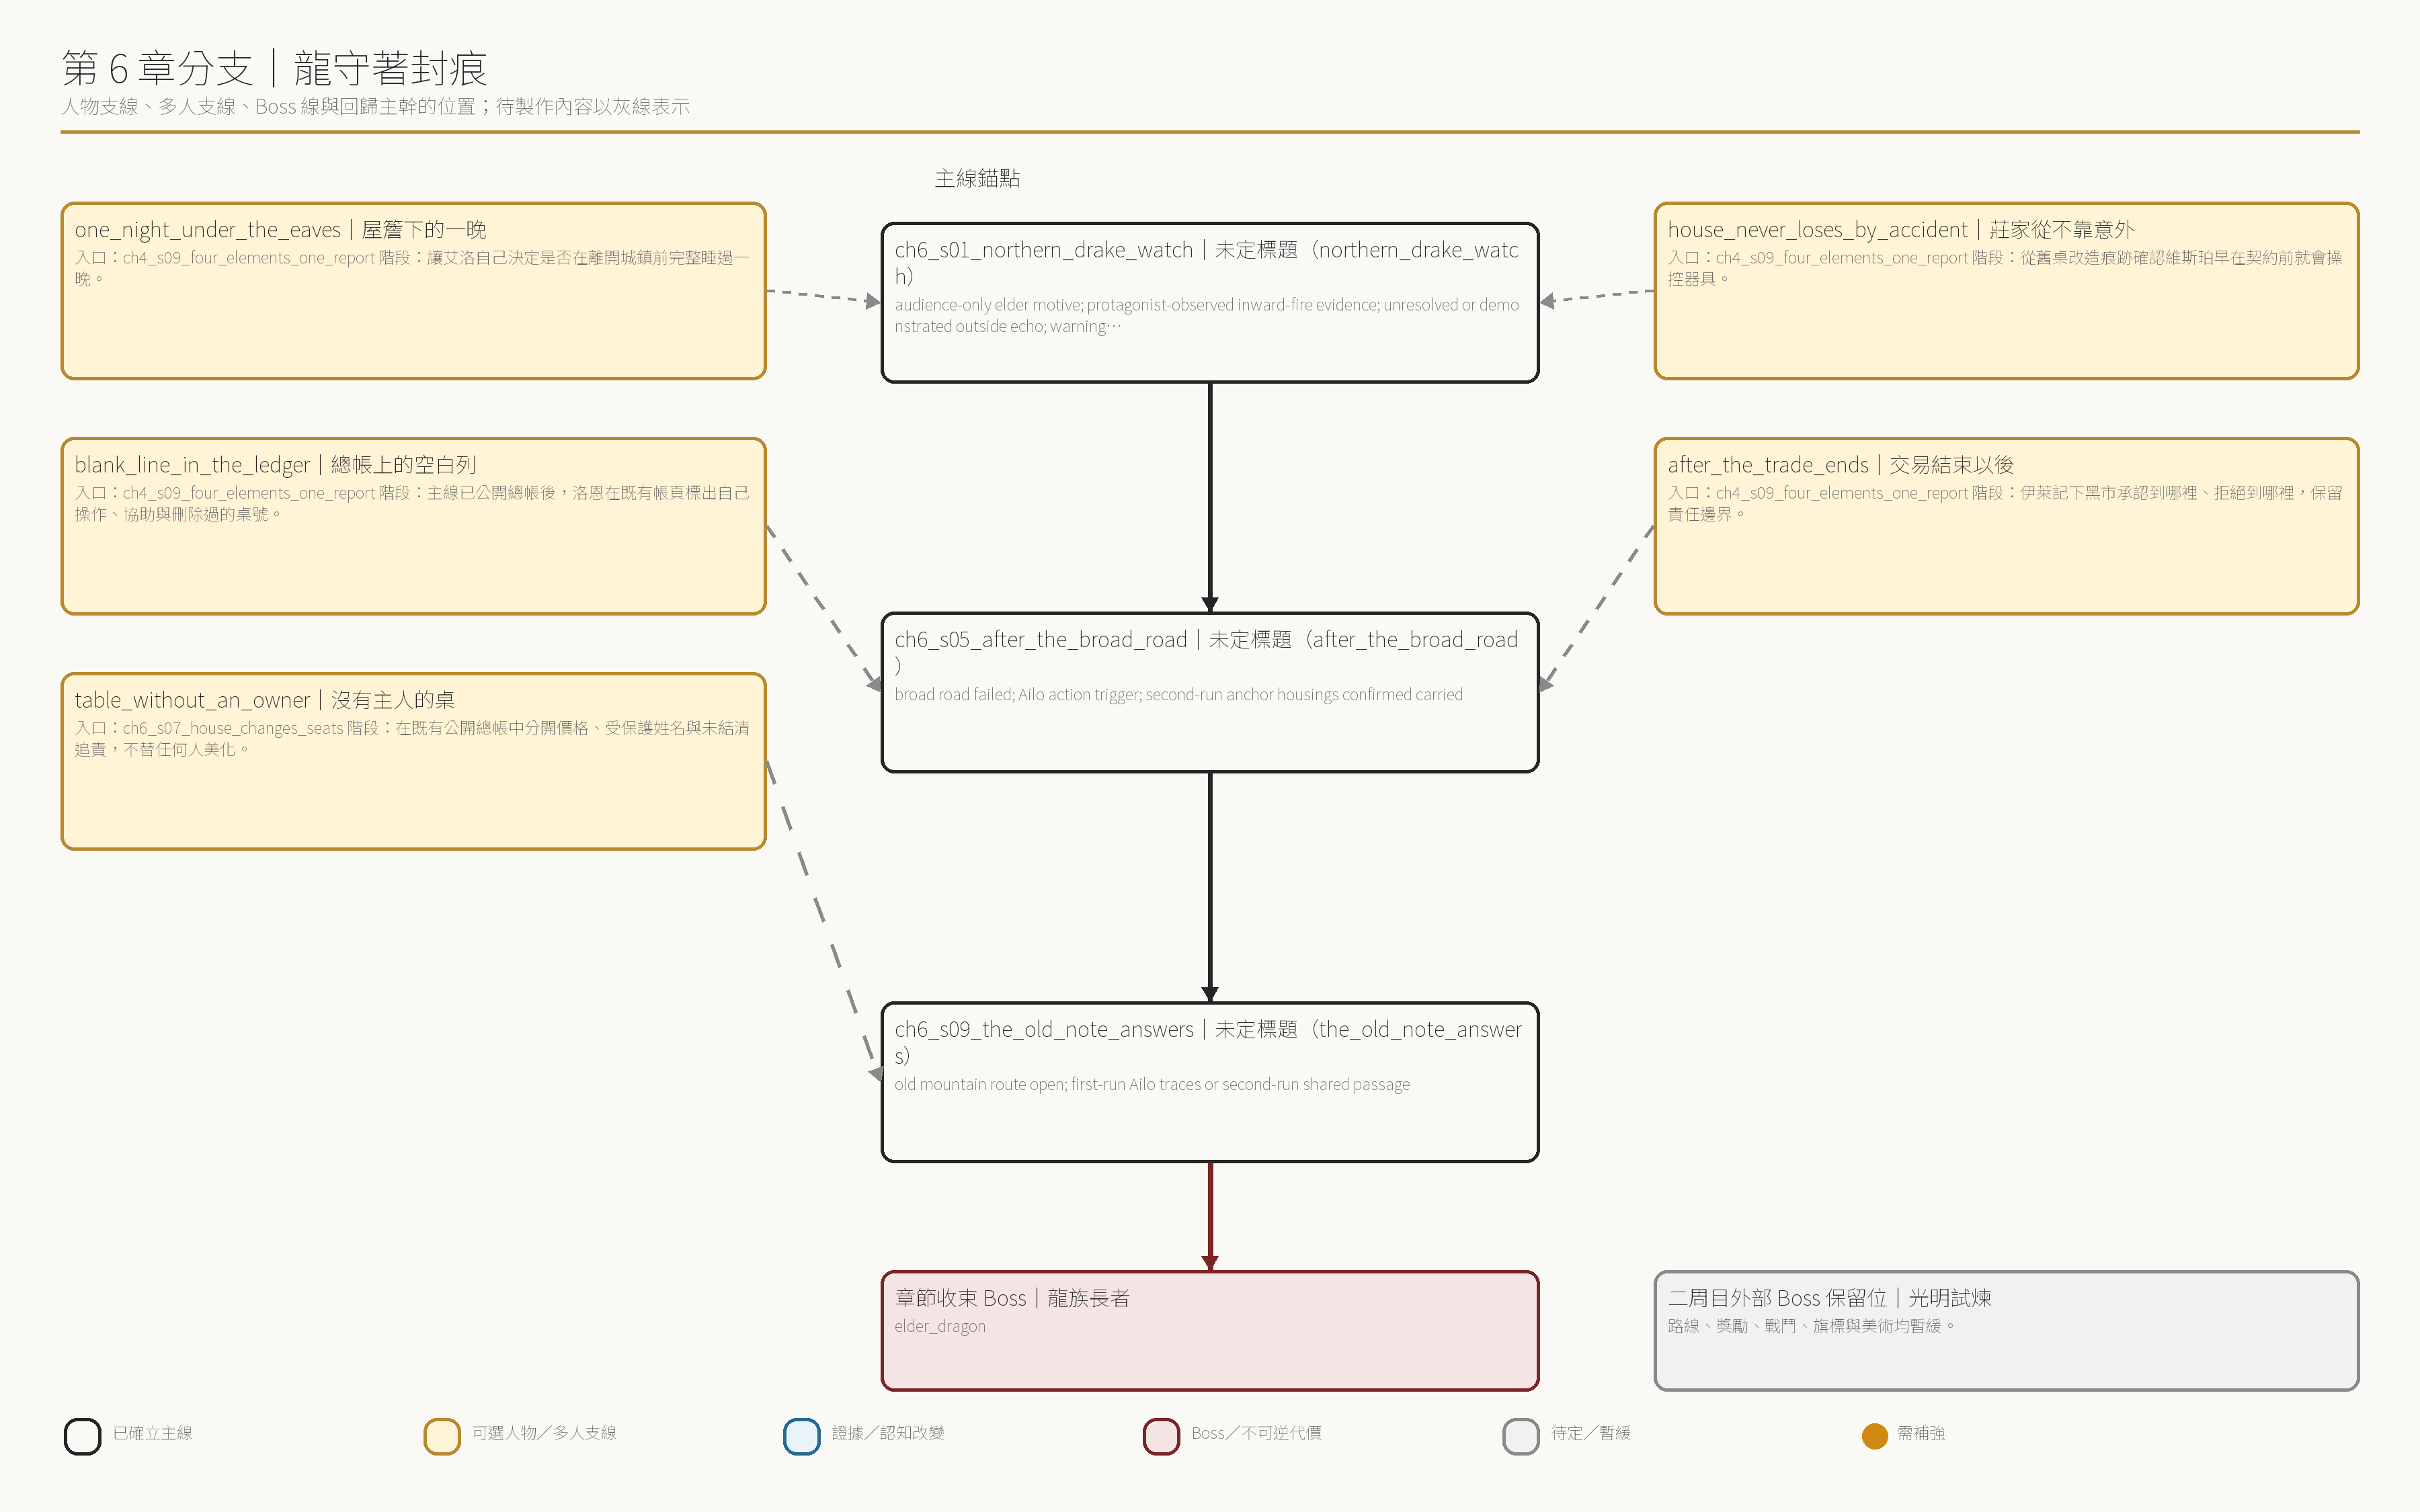 第 6 章分支｜龍守著封痕
人物支線、多人支線、Boss 線與回歸主幹的位置；待製作內容以灰線表示
主線錨點
one_night_under_the_eaves｜屋簷下的一晚
入口：ch4_s09_four_elements_one_report 階段：讓艾洛自己決定是否在離開城鎮前完整睡過一
晚。
ch6_s01_northern_drake_watch｜未定標題（northern_drake_watc
h）
audience-only elder motive; protagonist-observed inward-fire evidence; unresolved or demo
nstrated outside echo; warning…
house_never_loses_by_accident｜莊家從不靠意外
入口：ch4_s09_four_elements_one_report 階段：從舊桌改造痕跡確認維斯珀早在契約前就會操
控器具。
blank_line_in_the_ledger｜總帳上的空白列
入口：ch4_s09_four_elements_one_report 階段：主線已公開總帳後，洛恩在既有帳頁標出自己
操作、協助與刪除過的桌號。
after_the_trade_ends｜交易結束以後
入口：ch4_s09_four_elements_one_report 階段：伊萊記下黑市承認到哪裡、拒絕到哪裡，保留
責任邊界。
ch6_s05_after_the_broad_road｜未定標題（after_the_broad_road
）
broad road failed; Ailo action trigger; second-run anchor housings confirmed carried
table_without_an_owner｜沒有主人的桌
入口：ch6_s07_house_changes_seats 階段：在既有公開總帳中分開價格、受保護姓名與未結清
追責，不替任何人美化。
ch6_s09_the_old_note_answers｜未定標題（the_old_note_answer
s）
old mountain route open; first-run Ailo traces or second-run shared passage
章節收束 Boss｜龍族長者
elder_dragon
二周目外部 Boss 保留位｜光明試煉
路線、獎勵、戰鬥、旗標與美術均暫緩。
已確立主線
可選人物／多人支線
證據／認知改變
Boss／不可逆代價
待定／暫緩
需補強